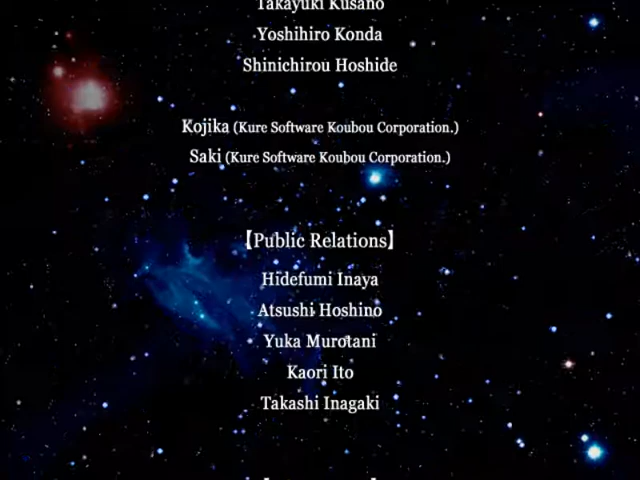 Takayuki Kusano
Yoshihiro Konda
Shinichirou Hoshide
Kojika (Kure Software Koubou Corporation.)
Saki (Kure Software Koubou Corporation.)
【Public Relations】
Hidefumi Inaya
Atsushi Hoshino
Yuka Murotani
Kaori Ito
Takashi Inagaki